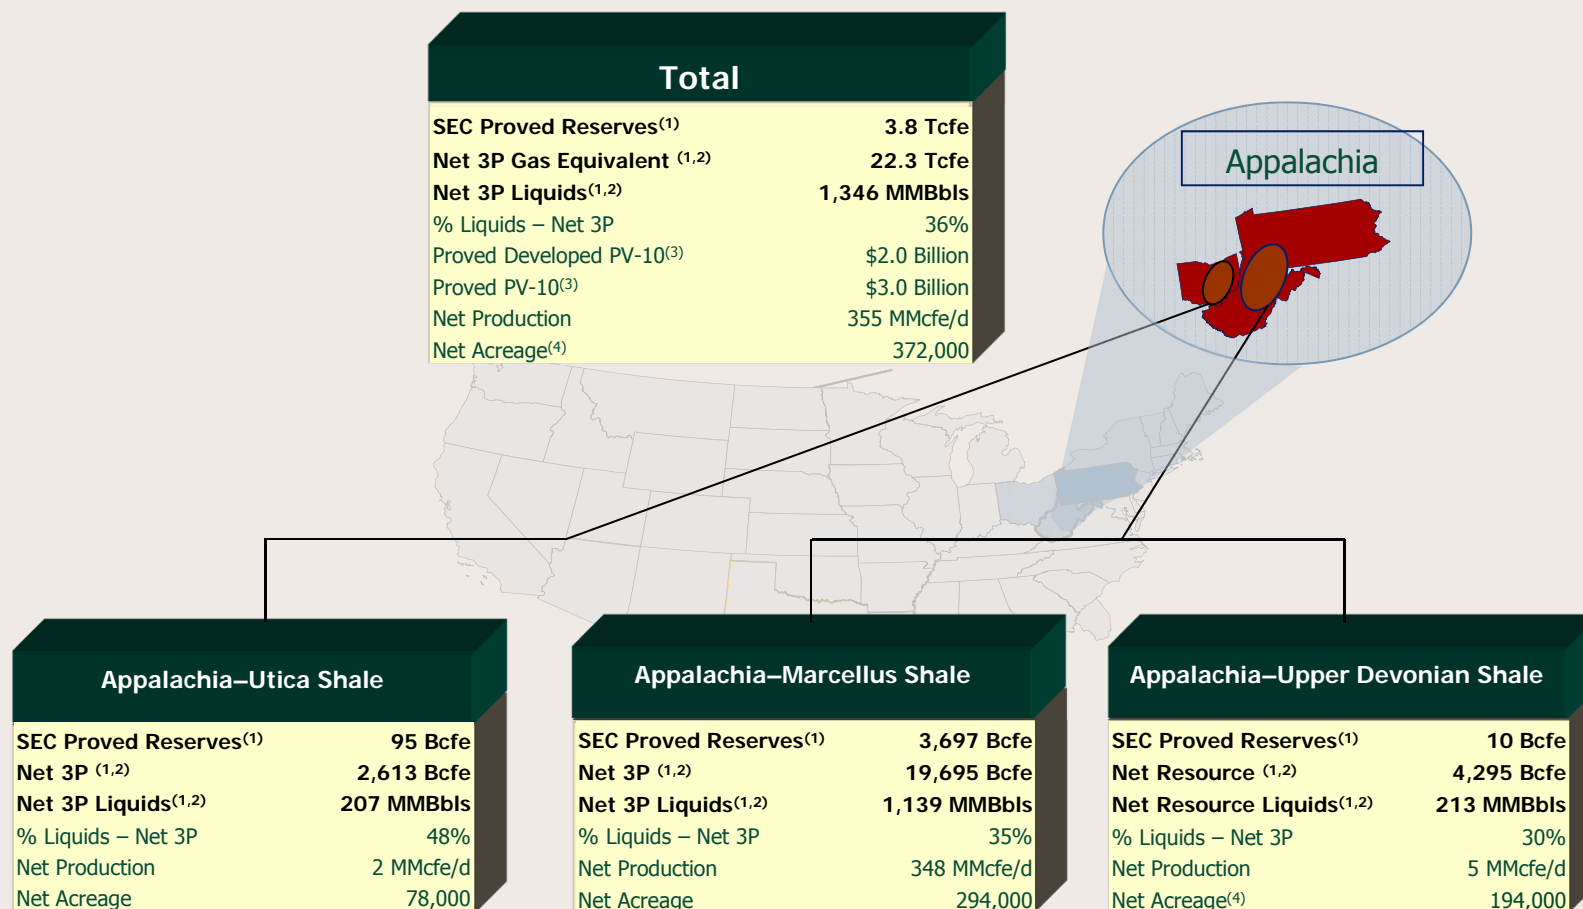 Total
SEC Proved Reserves(1) 3.8 Tcfe
Net 3P Gas Equivalent (1,2) 22.3 Tcfe
Net 3P Liquids(1,2) 1,346 MMBbls
% Liquids – Net 3P 36%
Proved Developed PV-10(3) $2.0 Billion
Proved PV-10(3) $3.0 Billion
Net Production 355 MMcfe/d
Net Acreage(4) 372,000
Appalachia
Appalachia–Utica Shale
SEC Proved Reserves(1) 95 Bcfe
Net 3P (1,2) 2,613 Bcfe
Net 3P Liquids(1,2) 207 MMBbls
% Liquids – Net 3P 48%
Net Production 2 MMcfe/d
Net Acreage 78,000
Appalachia–Marcellus Shale
SEC Proved Reserves(1) 3,697 Bcfe
Net 3P (1,2) 19,695 Bcfe
Net 3P Liquids(1,2) 1,139 MMBbls
% Liquids – Net 3P 35%
Net Production 348 MMcfe/d
Net Acreage 294,000
Appalachia–Upper Devonian Shale
SEC Proved Reserves(1) 10 Bcfe
Net Resource (1,2) 4,295 Bcfe
Net Resource Liquids(1,2) 213 MMBbls
% Liquids – Net 3P 30%
Net Production 5 MMcfe/d
Net Acreage(4) 194,000